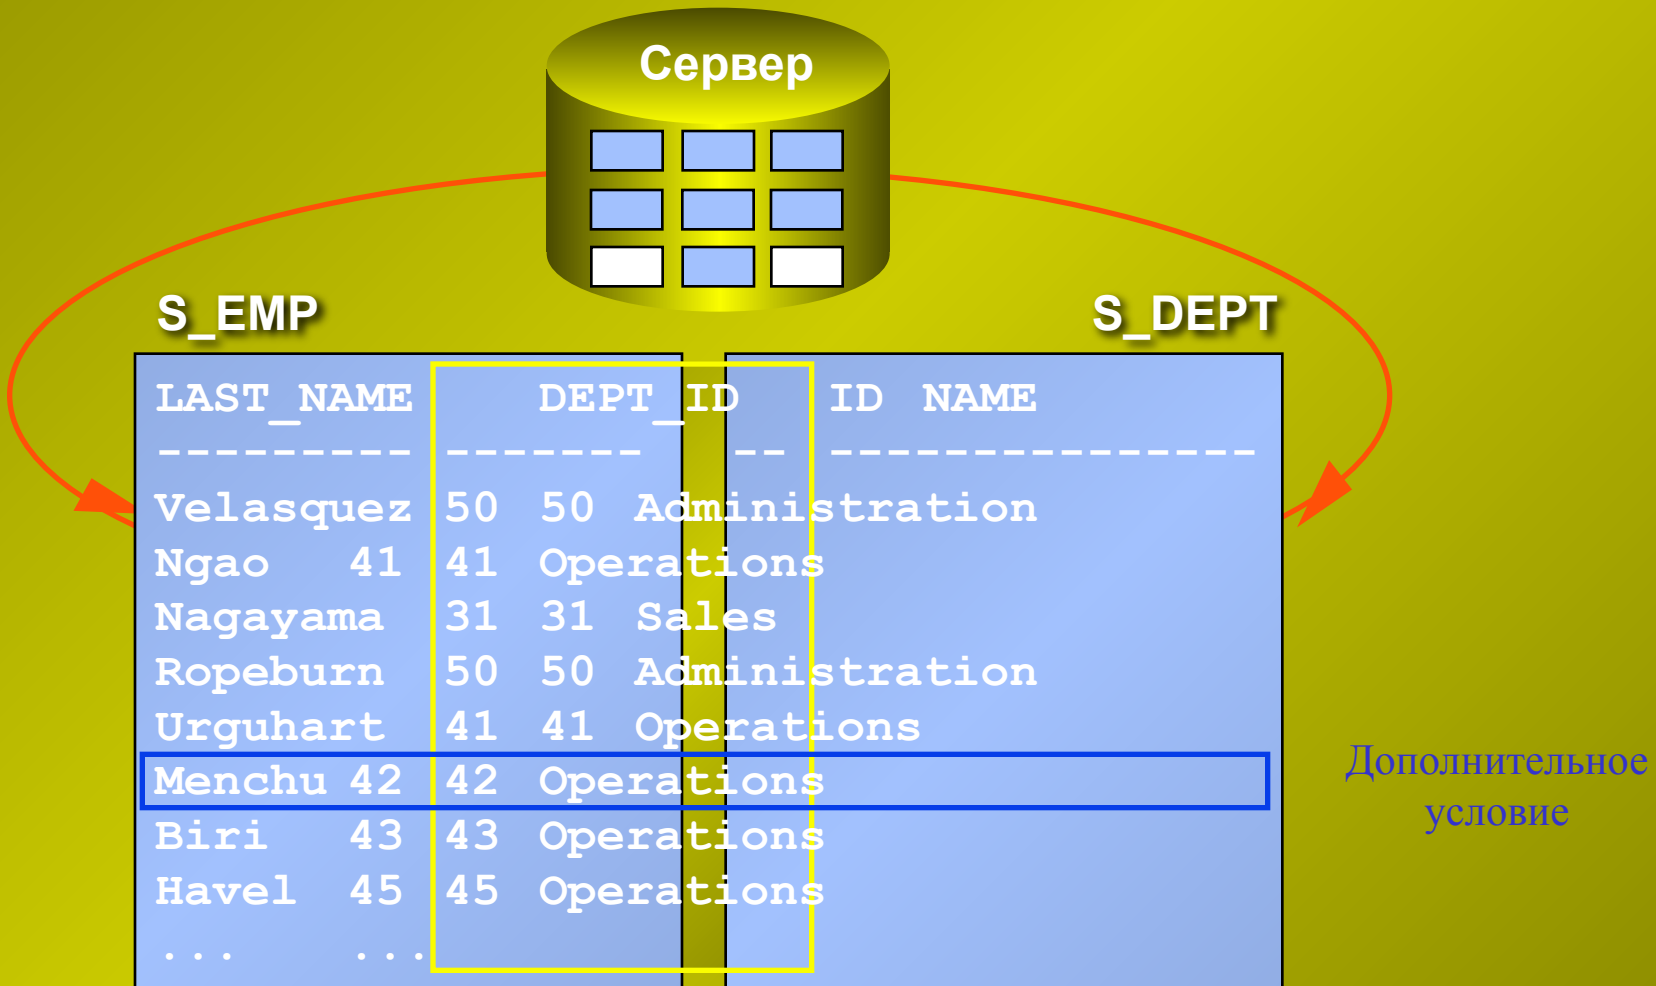 Сервер
S_EMP
S_DEPT
LAST_NAME DEPT_ID ID NAME
--------- ------- -- ---------------
Velasquez 50 50 Administration
Ngao 41 41 Operations
Nagayama 31 31 Sales
Ropeburn 50 50 Administration
Urguhart 41 41 Operations
Menchu 42 42 Operations
Biri 43 43 Operations
Havel 45 45 Operations
... ...
Дополнительное
условие